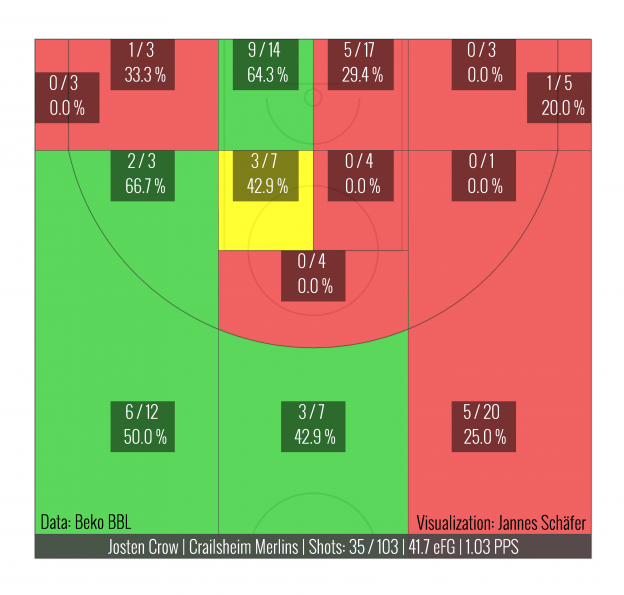 1 / 3
33.3 %
9 / 14
64.3 %
5 / 17
29.4 %
0 / 3
0.0 %
0 / 3
0.0 %
1 / 5
20.0 %
2 / 3
66.7 %
3 / 7
42.9 %
0 / 4
0.0 %
0 / 1
0.0 %
0 / 4
0.0 %
6 / 12
50.0 %
3 / 7
42.9 %
5 / 20
25.0 %
Data: Beko BBL
Visualization: Jannes Schäfer
Josten Crow | Crailsheim Merlins | Shots: 35 / 103 | 41.7 eFG | 1.03 PPS